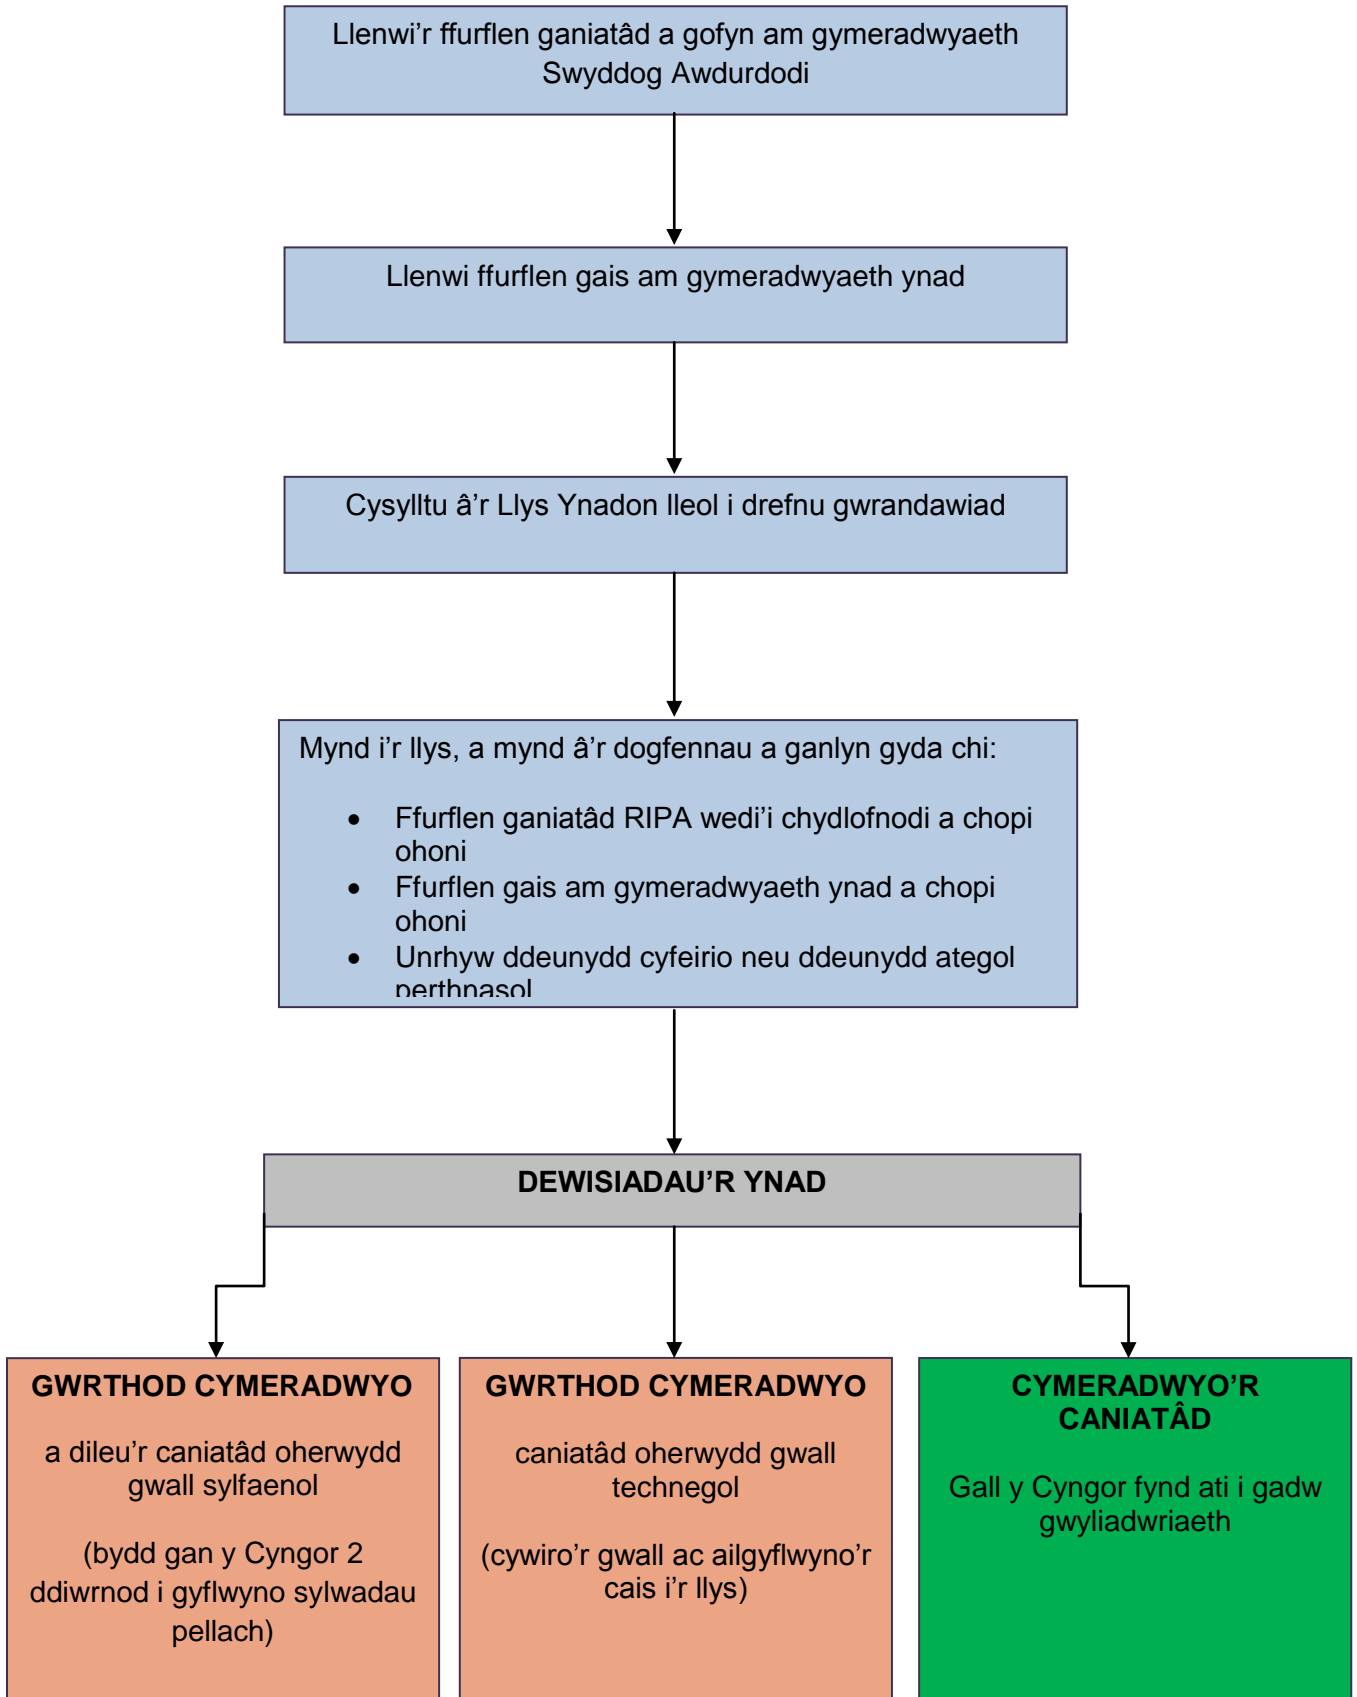 Llenwi’r ffurflen ganiatâd a gofyn am gymeradwyaeth
Swyddog Awdurdodi
Llenwi ffurflen gais am gymeradwyaeth ynad
Cysylltu â’r Llys Ynadon lleol i drefnu gwrandawiad
Mynd i’r llys, a mynd â’r dogfennau a ganlyn gyda chi:
• Ffurflen ganiatâd RIPA wedi’i chydlofnodi a chopi
ohoni
• Ffurflen gais am gymeradwyaeth ynad a chopi
ohoni
• Unrhyw ddeunydd cyfeirio neu ddeunydd ategol
perthnasol
DEWISIADAU’R YNAD
GWRTHOD CYMERADWYO
a dileu’r caniatâd oherwydd
gwall sylfaenol
(bydd gan y Cyngor 2
ddiwrnod i gyflwyno sylwadau
pellach)
GWRTHOD CYMERADWYO
caniatâd oherwydd gwall
technegol
(cywiro’r gwall ac ailgyflwyno’r
cais i’r llys)
CYMERADWYO’R
CANIATÂD
Gall y Cyngor fynd ati i gadw
gwyliadwriaeth